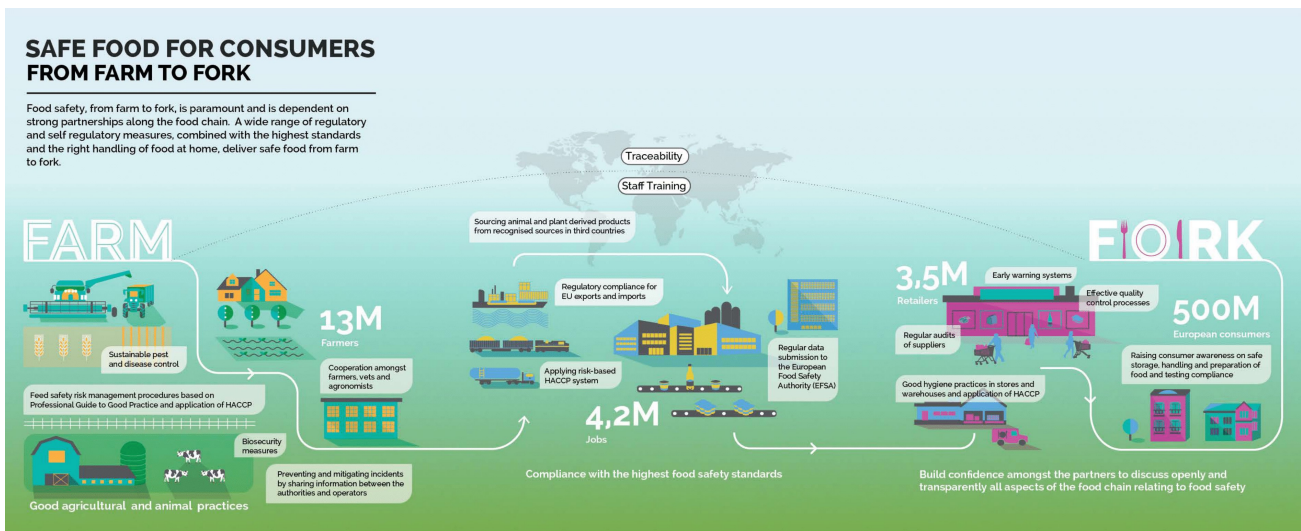 SAFE FOOD FOR CONSUMERS
FROM FARM TO FORK
Food safety, from farm to fork, is paramount and is dependent on
strong partnerships along the food chain. A wide range of regulatory
and self regulatory measures, combined with the highest standards
and the right handling of food at home, deliver safe food from farm
to fork.
Traceability
Staff Training
FARM
Sustainable pest
and disease control
Feed safety risk management procedures based on
Professional Guide to Good Practice and application of HACCP
Biosecurity
measures
Good agricultural and animal practices
13M
Farmers
Cooperation amongst
farmers, vets and
agronomists
Preventing and mitigating incidents
by sharing information between the
authorities and operators
Sourcing animal and plant derived products
from recognised sources in third countries
Regulatory compliance for
EU exports and imports
Applying risk-based
HACCP system
4,2M
Jobs
Regular data
submission to
the European
Food Safety
Authority (EFSA)
Compliance with the highest food safety standards
FORK
3,5M
Retailers
Early warning systems
Effective quality
control processes
Regular audits
of suppliers
500M
European consumers
Good hygiene practices in stores and
warehouses and application of HACCP
Raising consumer awareness on safe
storage, handling and preparation of
food and testing compliance
Build confidence amongst the partners to discuss openly and
transparently all aspects of the food chain relating to food safety